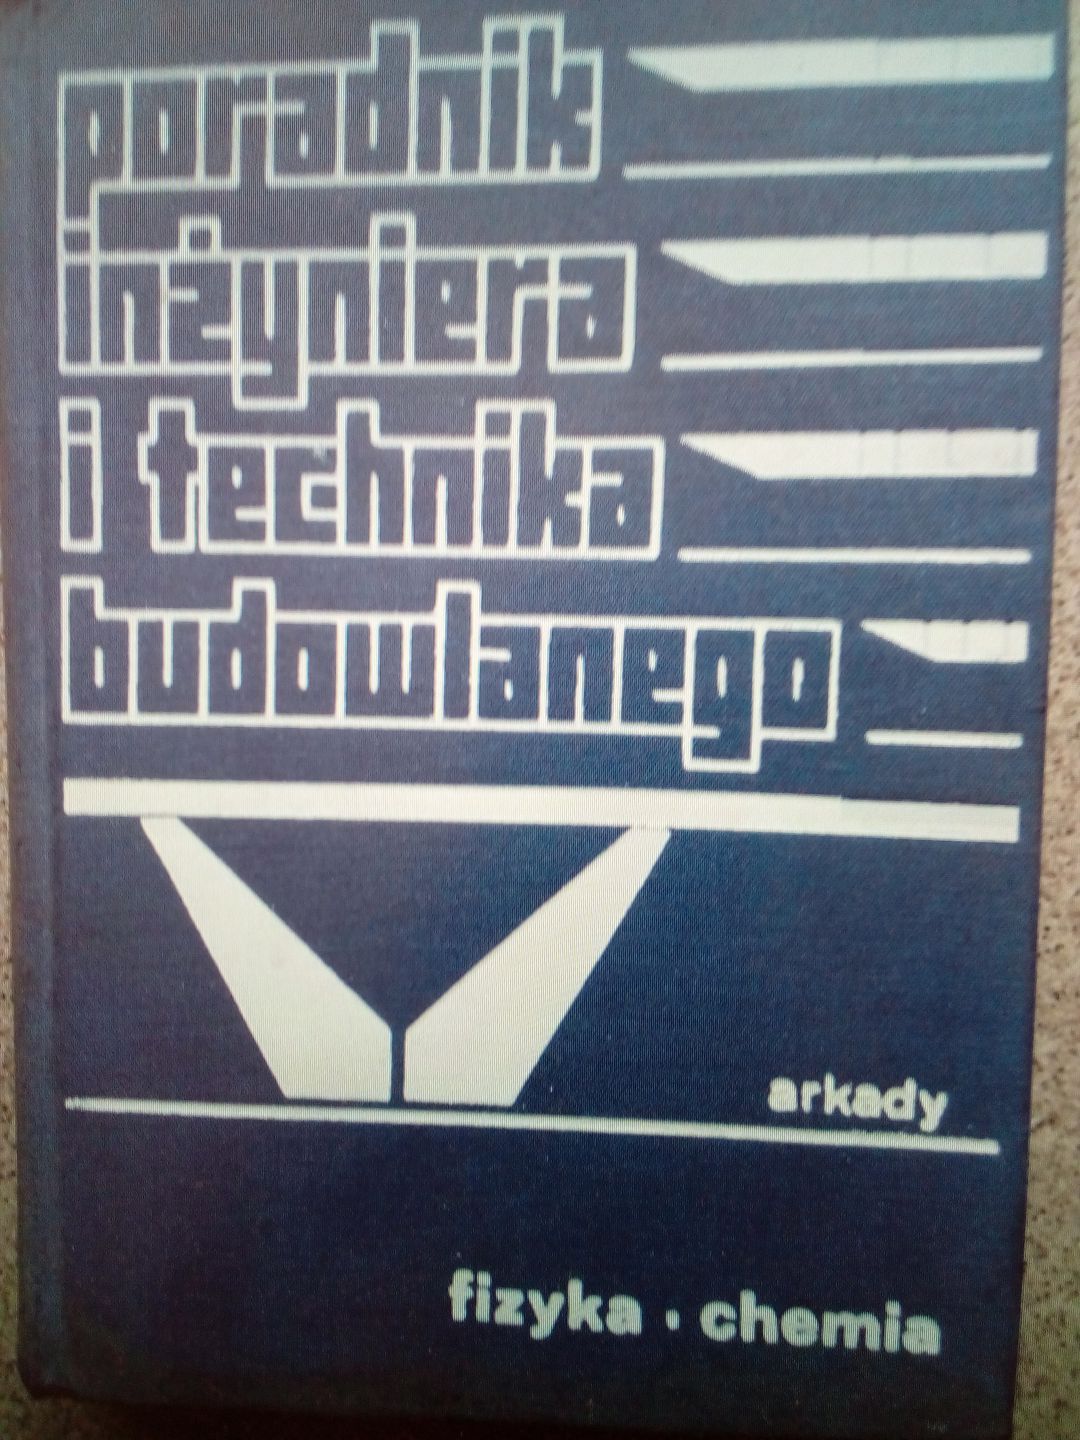 poradnik
inżyniera
i technika
budowlanego
arkady
fizyka · chemia